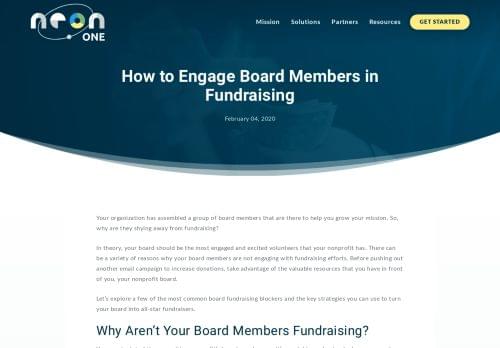 neon
ONE
Mission Solutions Partners Resources GET STARTED
How to Engage Board Members in
Fundraising
February 04, 2020
Your organization has assembled a group of board members that are there to help you grow your mission. So,
why are they shying away from fundraising?
In theory, your board should be the most engaged and excited volunteers that your nonprofit has. There can
be a variety of reasons why your board members are not engaging with fundraising efforts. Before pushing out
another email campaign to increase donations, take advantage of the valuable resources that you have in front
of you, your nonprofit board.
Let's explore a few of the most common board fundraising blockers and the key strategies you can use to turn
your board into all-star fundraisers.
Why Aren't Your Board Members Fundraising?